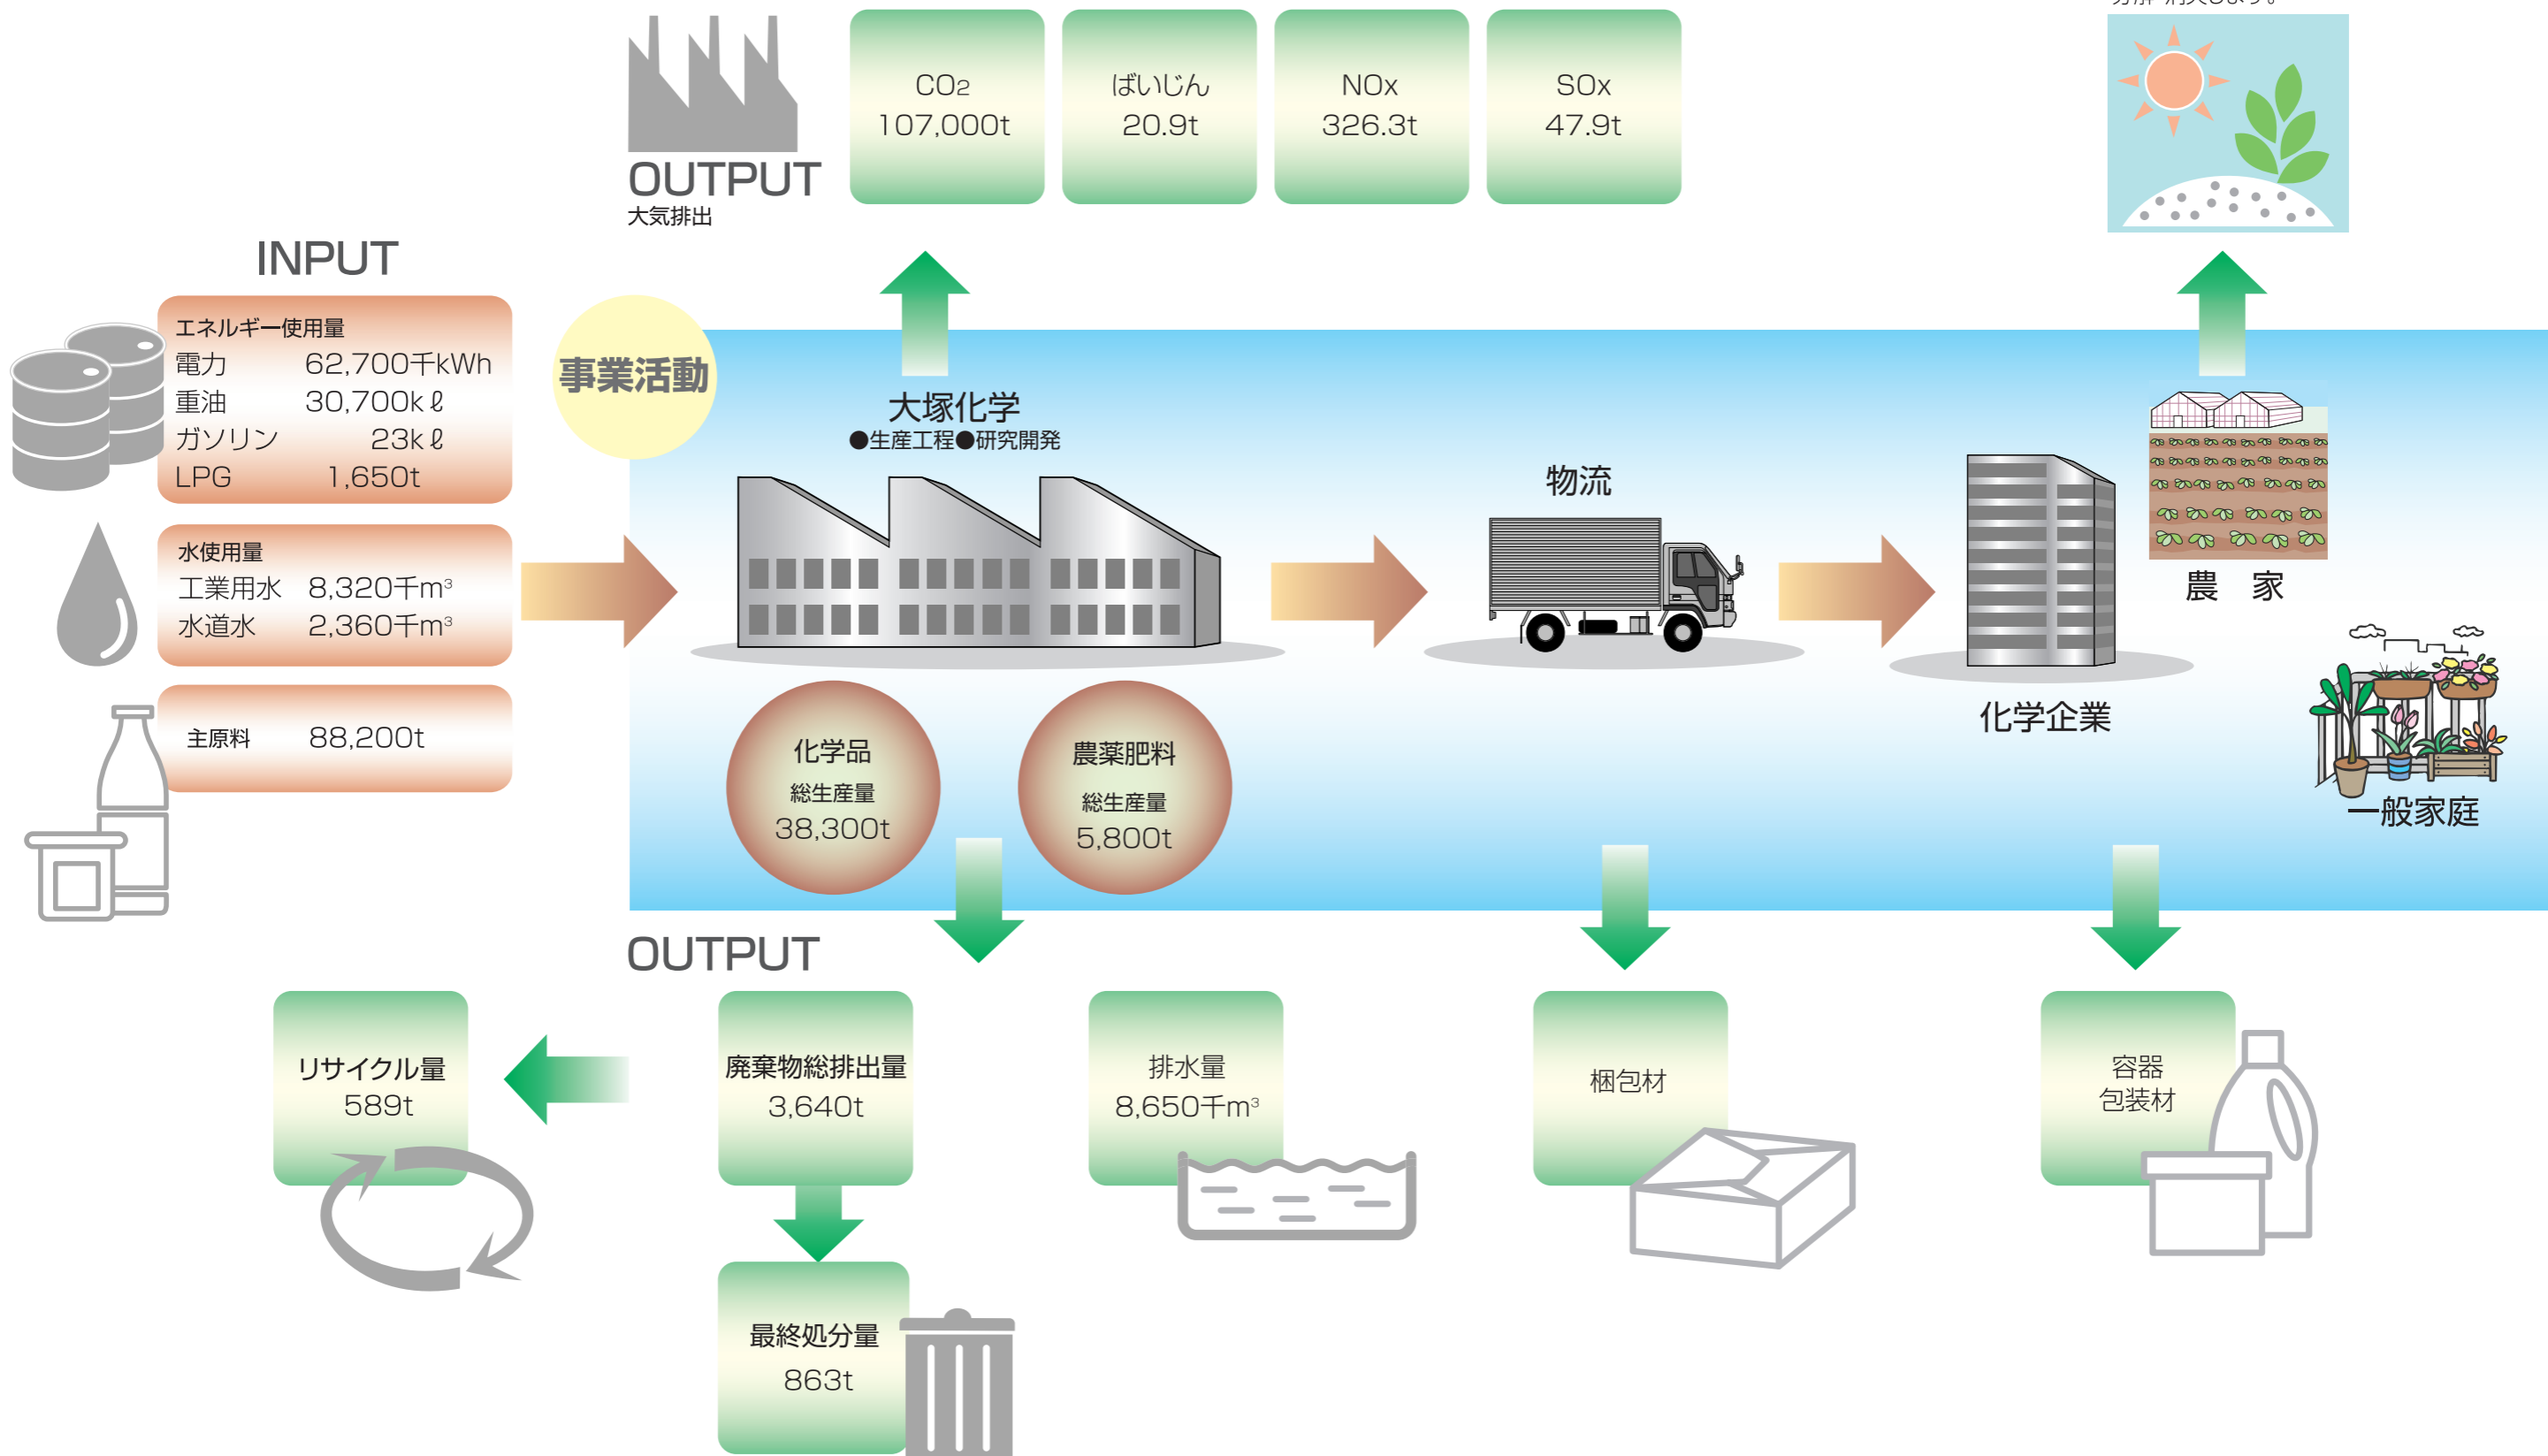 OUTPUT
大気排出
CO₂
107,000t
ばいじん
20.9t
NOx
326.3t
SOx
47.9t
INPUT
エネルギー使用量
電力 62,700千kWh
重油 30,700kℓ
ガソリン 23kℓ
LPG 1,650t
水使用量
工業用水 8,320千m³
水道水 2,360千m³
主原料 88,200t
事業活動
大塚化学
●生産工程●研究開発
物流
化学企業
農 家
一般家庭
化学品
総生産量
38,300t
農薬肥料
総生産量
5,800t
OUTPUT
リサイクル量
589t
廃棄物総排出量
3,640t
排水量
8,650千m³
梱包材
容器
包装材
最終処分量
863t